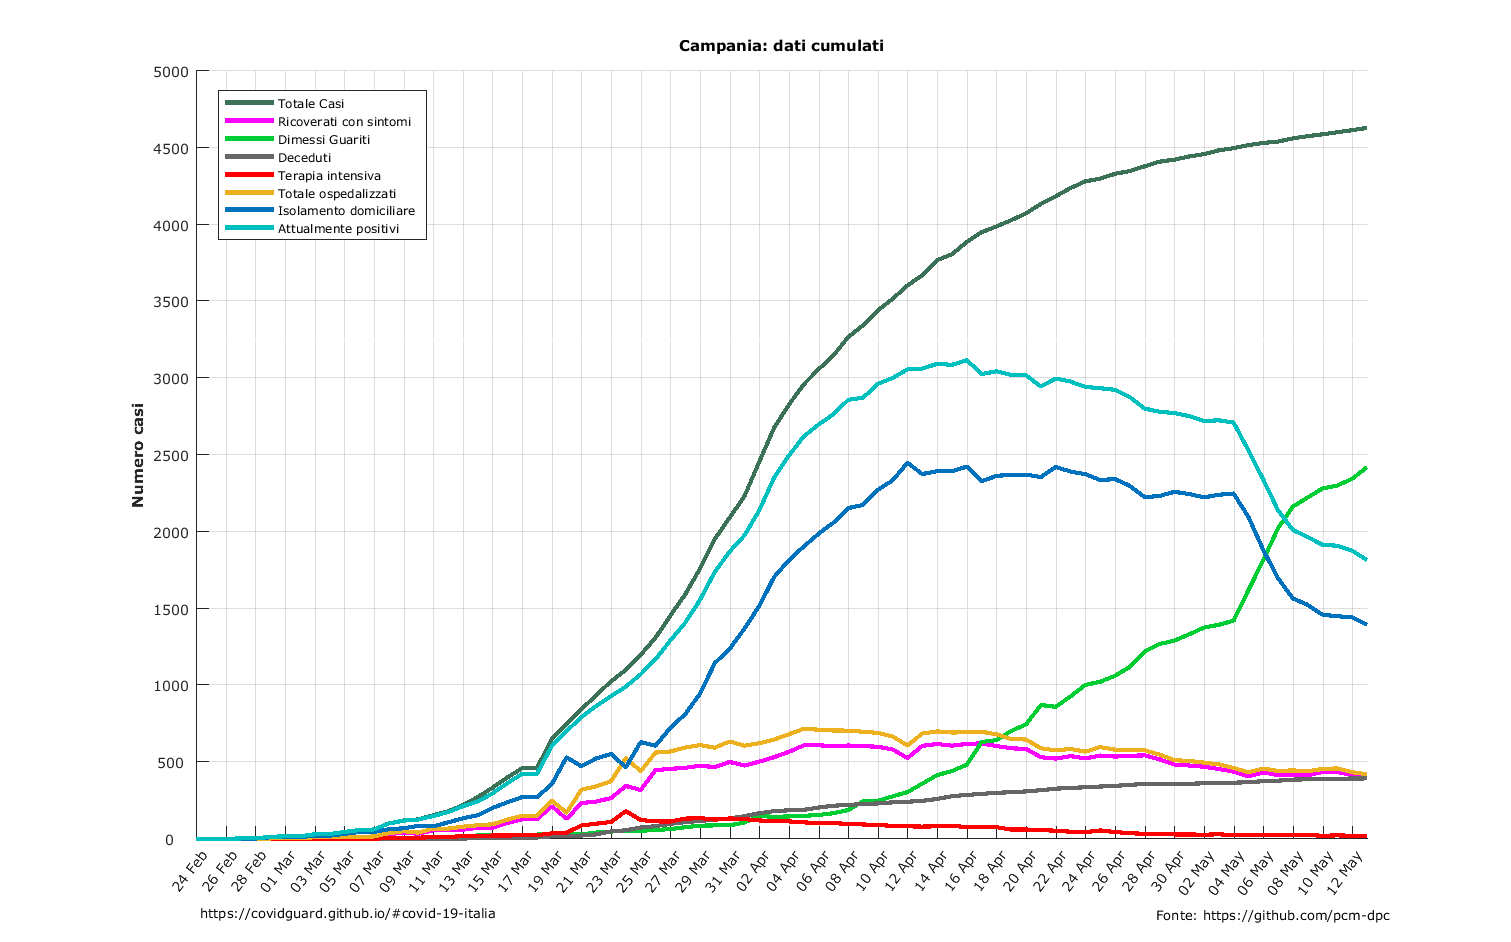 Campania: dati cumulati
Numero casi
5000
4500
4000
3500
3000
2500
2000
1500
1000
500
0
Totale Casi
Ricoverati con sintomi
Dimessi Guariti
Deceduti
Terapia intensiva
Totale ospedalizzati
Isolamento domiciliare
Attualmente positivi
24 Feb
26 Feb
28 Feb
01 Mar
03 Mar
05 Mar
07 Mar
09 Mar
11 Mar
13 Mar
15 Mar
17 Mar
19 Mar
21 Mar
23 Mar
25 Mar
27 Mar
29 Mar
31 Mar
02 Apr
04 Apr
06 Apr
08 Apr
10 Apr
12 Apr
14 Apr
16 Apr
18 Apr
20 Apr
22 Apr
24 Apr
26 Apr
28 Apr
30 Apr
02 May
04 May
06 May
08 May
10 May
12 May
https://covidguard.github.io/#covid-19-italia
Fonte: https://github.com/pcm-dpc